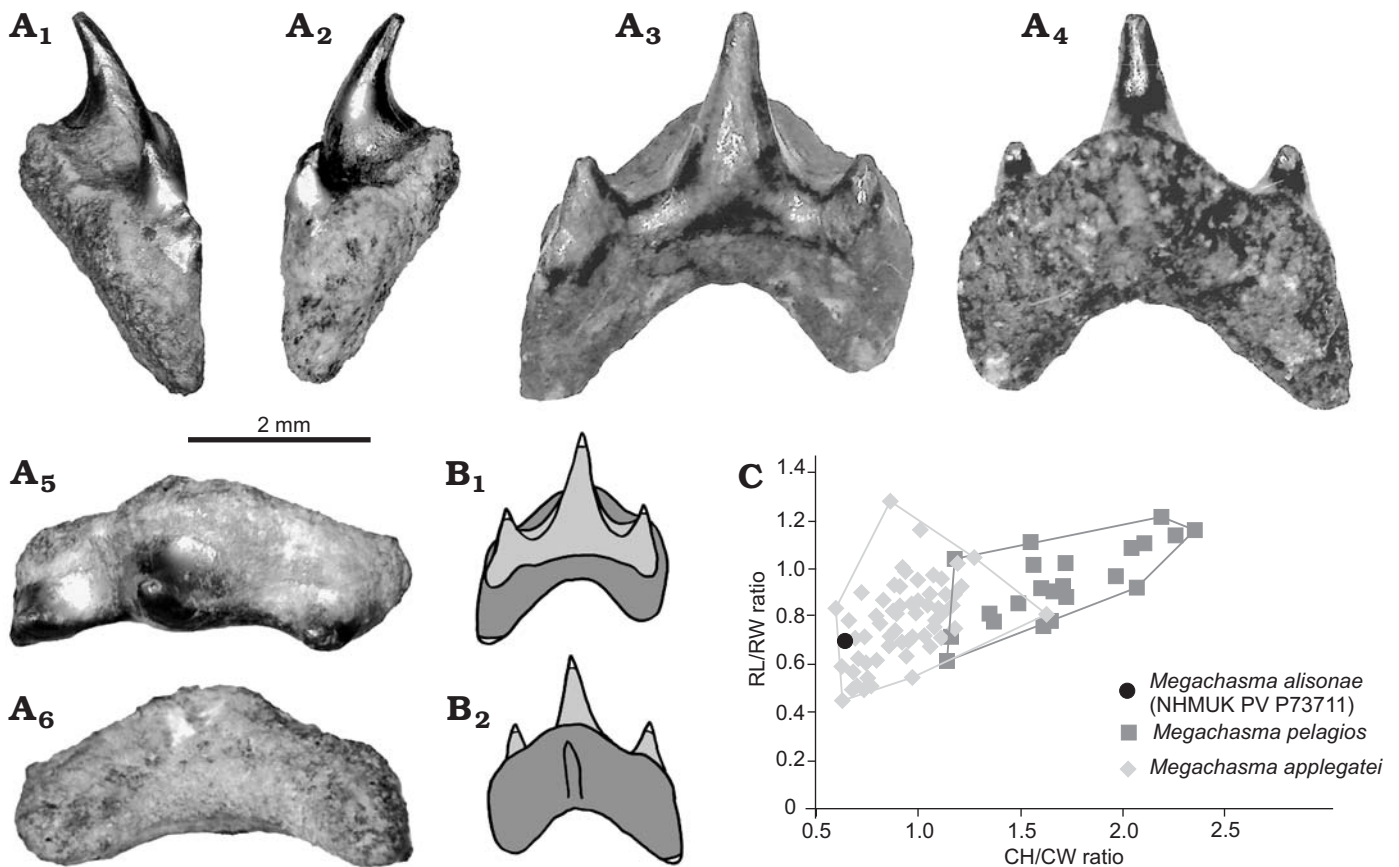 A1
A2
A3
A4
2 mm
A5
B1
A6
B2
C
RL/RW ratio
1.4
1.2
1.0
0.8
0.6
0.4
0
0.5
1.0
1.5
2.0
2.5
CH/CW ratio
Megachasma alisonae
(NHMUK PV P73711)
Megachasma pelagios
Megachasma applegatei